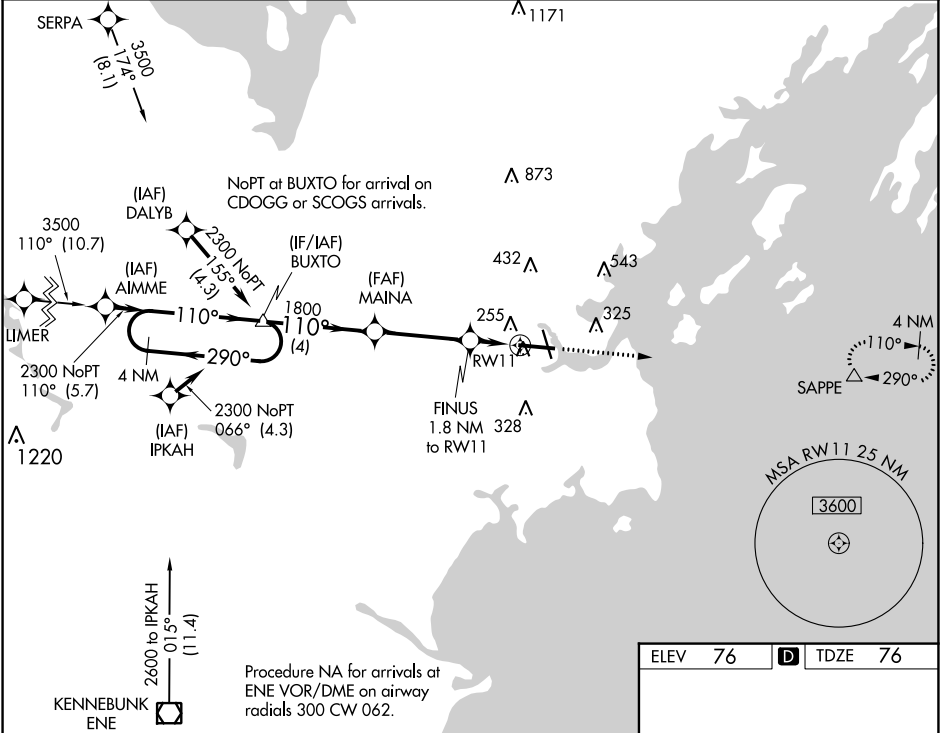 SERPA
3500
174°
(8.1)
1171
873
NoPT at BUXTO for arrival on
CDOGG or SCOGS arrivals.
(IAF)
DALYB
2300 NoPT
155°
(4.3)
(IF/IAF)
BUXTO
3500
110° (10.7)
(IAF)
AIMME
LIMER
110°
1800
110°
(4)
(FAF)
MAINA
432
543
255
325
RW11
290°
4 NM
2300 NoPT
110° (5.7)
(IAF)
IPKAH
2300 NoPT
066° (4.3)
FINUS
1.8 NM
to RW11
328
4 NM
110°
SAPPE
290°
1220
MSA RW11 25 NM
3600
2600 to IPKAH
015°
(11.4)
KENNEBUNK
ENE
Procedure NA for arrivals at
ENE VOR/DME on airway
radials 300 CW 062.
ELEV 76 D TDZE 76